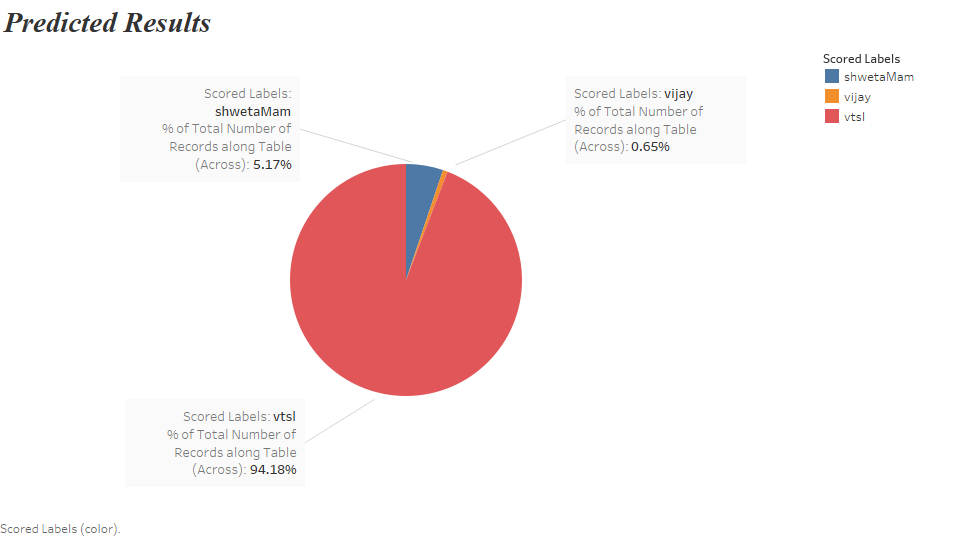 Predicted Results
Scored Labels
shwetaMam
vijay
vtsl
Scored Labels:
shwetaMam
% of Total Number of
Records along Table
(Across): 5.17%
Scored Labels: vijay
% of Total Number of
Records along Table
(Across): 0.65%
Scored Labels: vtsl
% of Total Number of
Records along Table
(Across): 94.18%
Scored Labels (color).